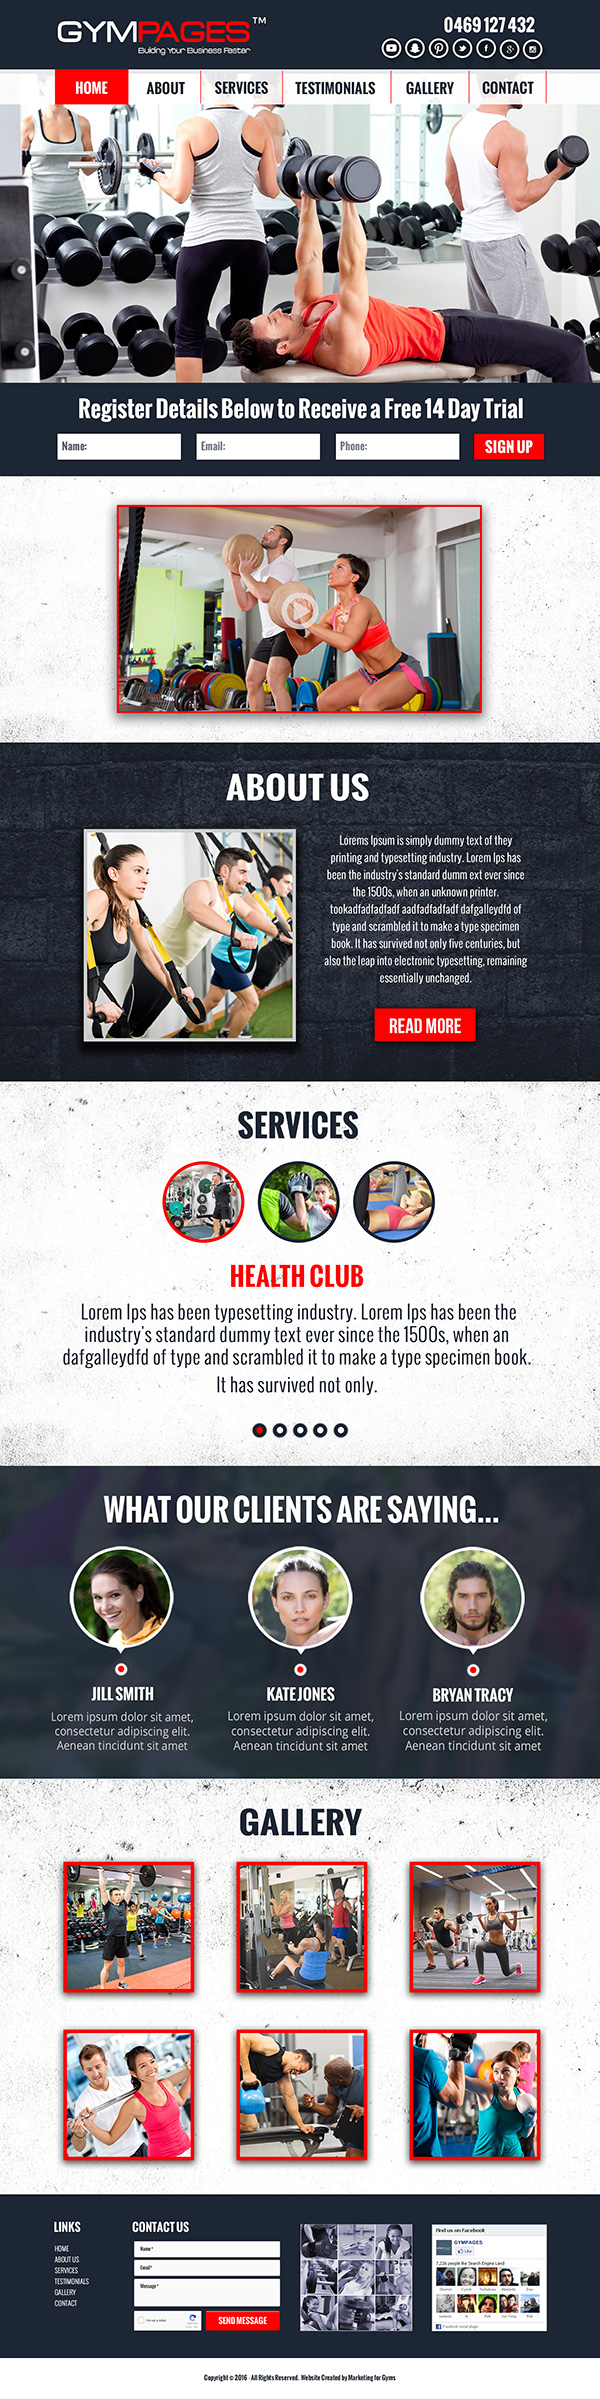 GYMPAGES™
Building Your Business Faster
0469 127 432
HOME ABOUT SERVICES TESTIMONIALS GALLERY CONTACT
Register Details Below to Receive a Free 14 Day Trial
Name: Email: Phone: SIGN UP
ABOUT US
Lorems Ipsum is simply dummy text of they
printing and typesetting industry. Lorem Ips has
been the industry's standard dumm ext ever since
the 1500s, when an unknown printer.
tookadfadfadfadf aadfadfadfadf dafgalleydfd of
type and scrambled it to make a type specimen
book. It has survived not only five centuries, but
also the leap into electronic typesetting, remaining
essentially unchanged.
READ MORE
SERVICES
HEALTH CLUB
Lorem Ips has been typesetting industry. Lorem Ips has been the
industry's standard dummy text ever since the 1500s, when an
dafgalleydfd of type and scrambled it to make a type specimen book.
It has survived not only.
WHAT OUR CLIENTS ARE SAYING...
JILL SMITH
Lorem ipsum dolor sit amet,
consectetur adipiscing elit.
Aenean tincidunt sit amet
KATE JONES
Lorem ipsum dolor sit amet,
consectetur adipiscing elit.
Aenean tincidunt sit amet
BRYAN TRACY
Lorem ipsum dolor sit amet,
consectetur adipiscing elit.
Aenean tincidunt sit amet
GALLERY
LINKS
HOME
ABOUT US
SERVICES
TESTIMONIALS
GALLERY
CONTACT
CONTACT US
Name*
Email*
Message*
I'm not a robot
SEND MESSAGE
Find us on Facebook
GYMPAGES
Like
7,226 people like Search Engine Land
Facebook social plugin
Copyright © 2016 - All Rights Reserved. Website Created by Marketing for Gyms